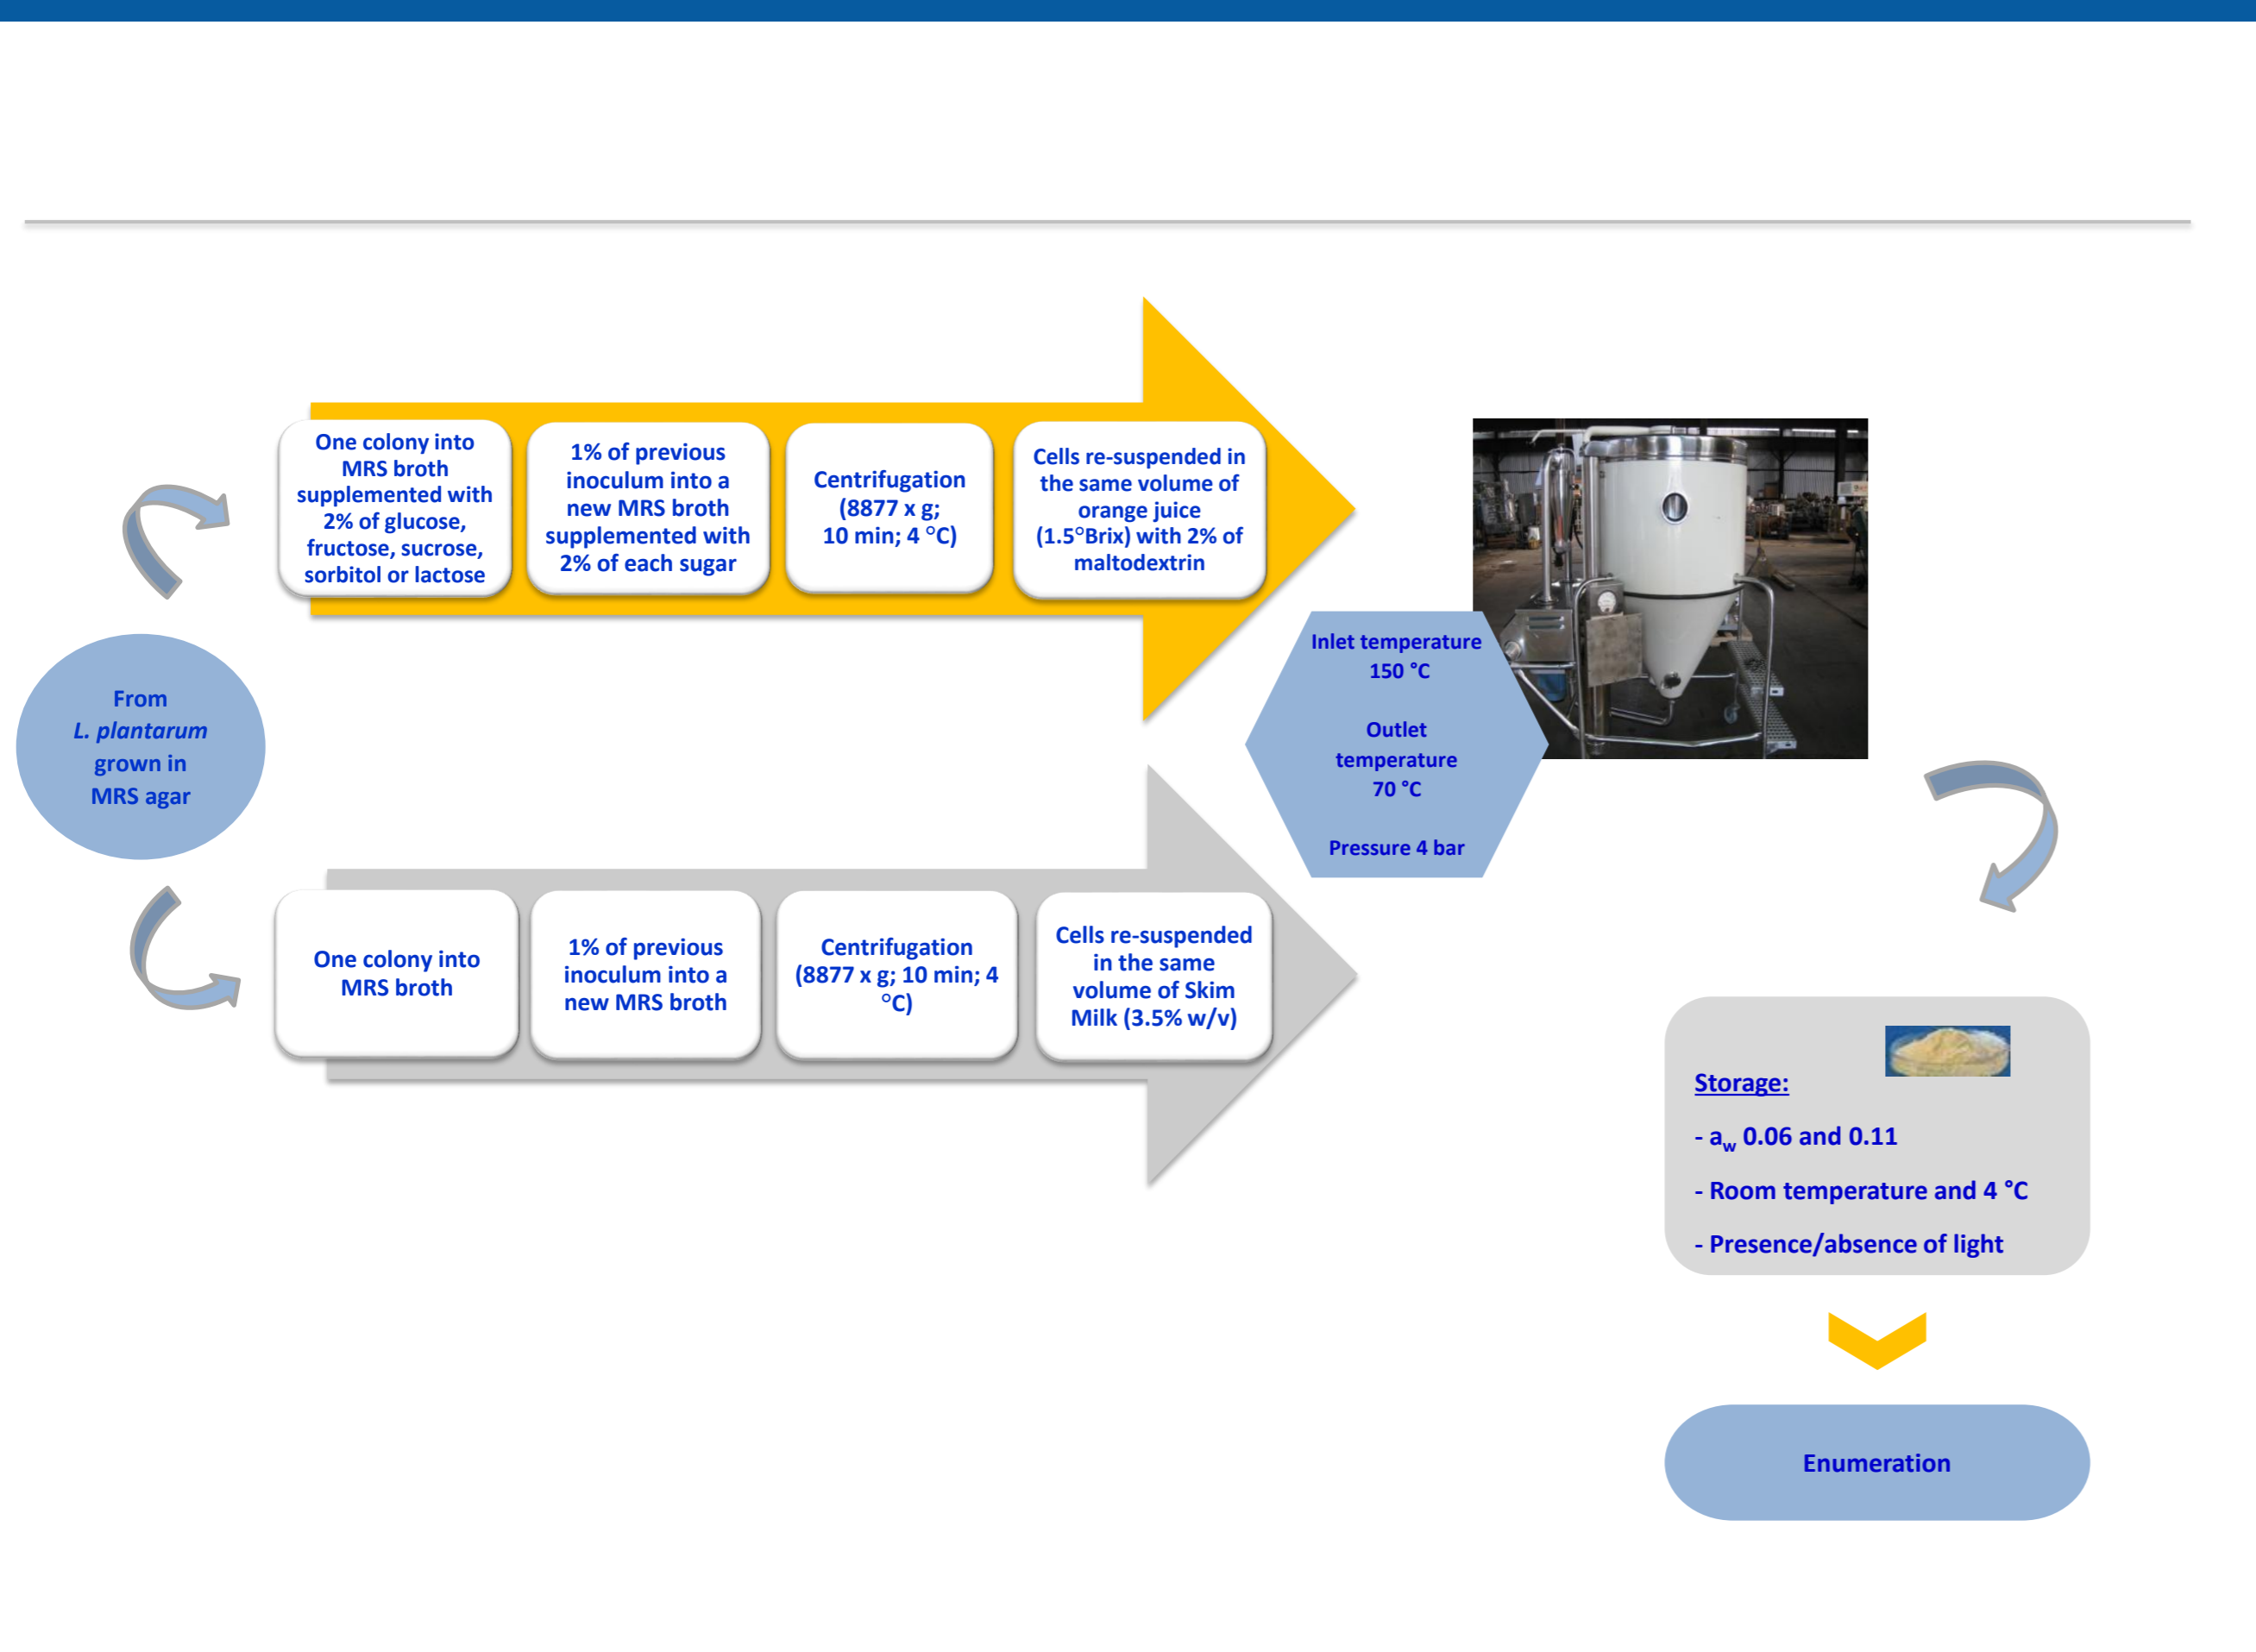 One colony into
MRS broth
supplemented with
2% of glucose,
fructose, sucrose,
sorbitol or lactose
1% of previous
inoculum into a
new MRS broth
supplemented with
2% of each sugar
Centrifugation
(8877 x g;
10 min; 4 °C)
Cells re-suspended in
the same volume of
orange juice
(1.5°Brix) with 2% of
maltodextrin
Inlet temperature
150 °C
Outlet
temperature
70 °C
Pressure 4 bar
From
L. plantarum
grown in
MRS agar
One colony into
MRS broth
1% of previous
inoculum into a
new MRS broth
Centrifugation
(8877 x g; 10 min; 4
°C)
Cells re-suspended
in the same
volume of Skim
Milk (3.5% w/v)
Storage:
- aw 0.06 and 0.11
- Room temperature and 4 °C
- Presence/absence of light
Enumeration